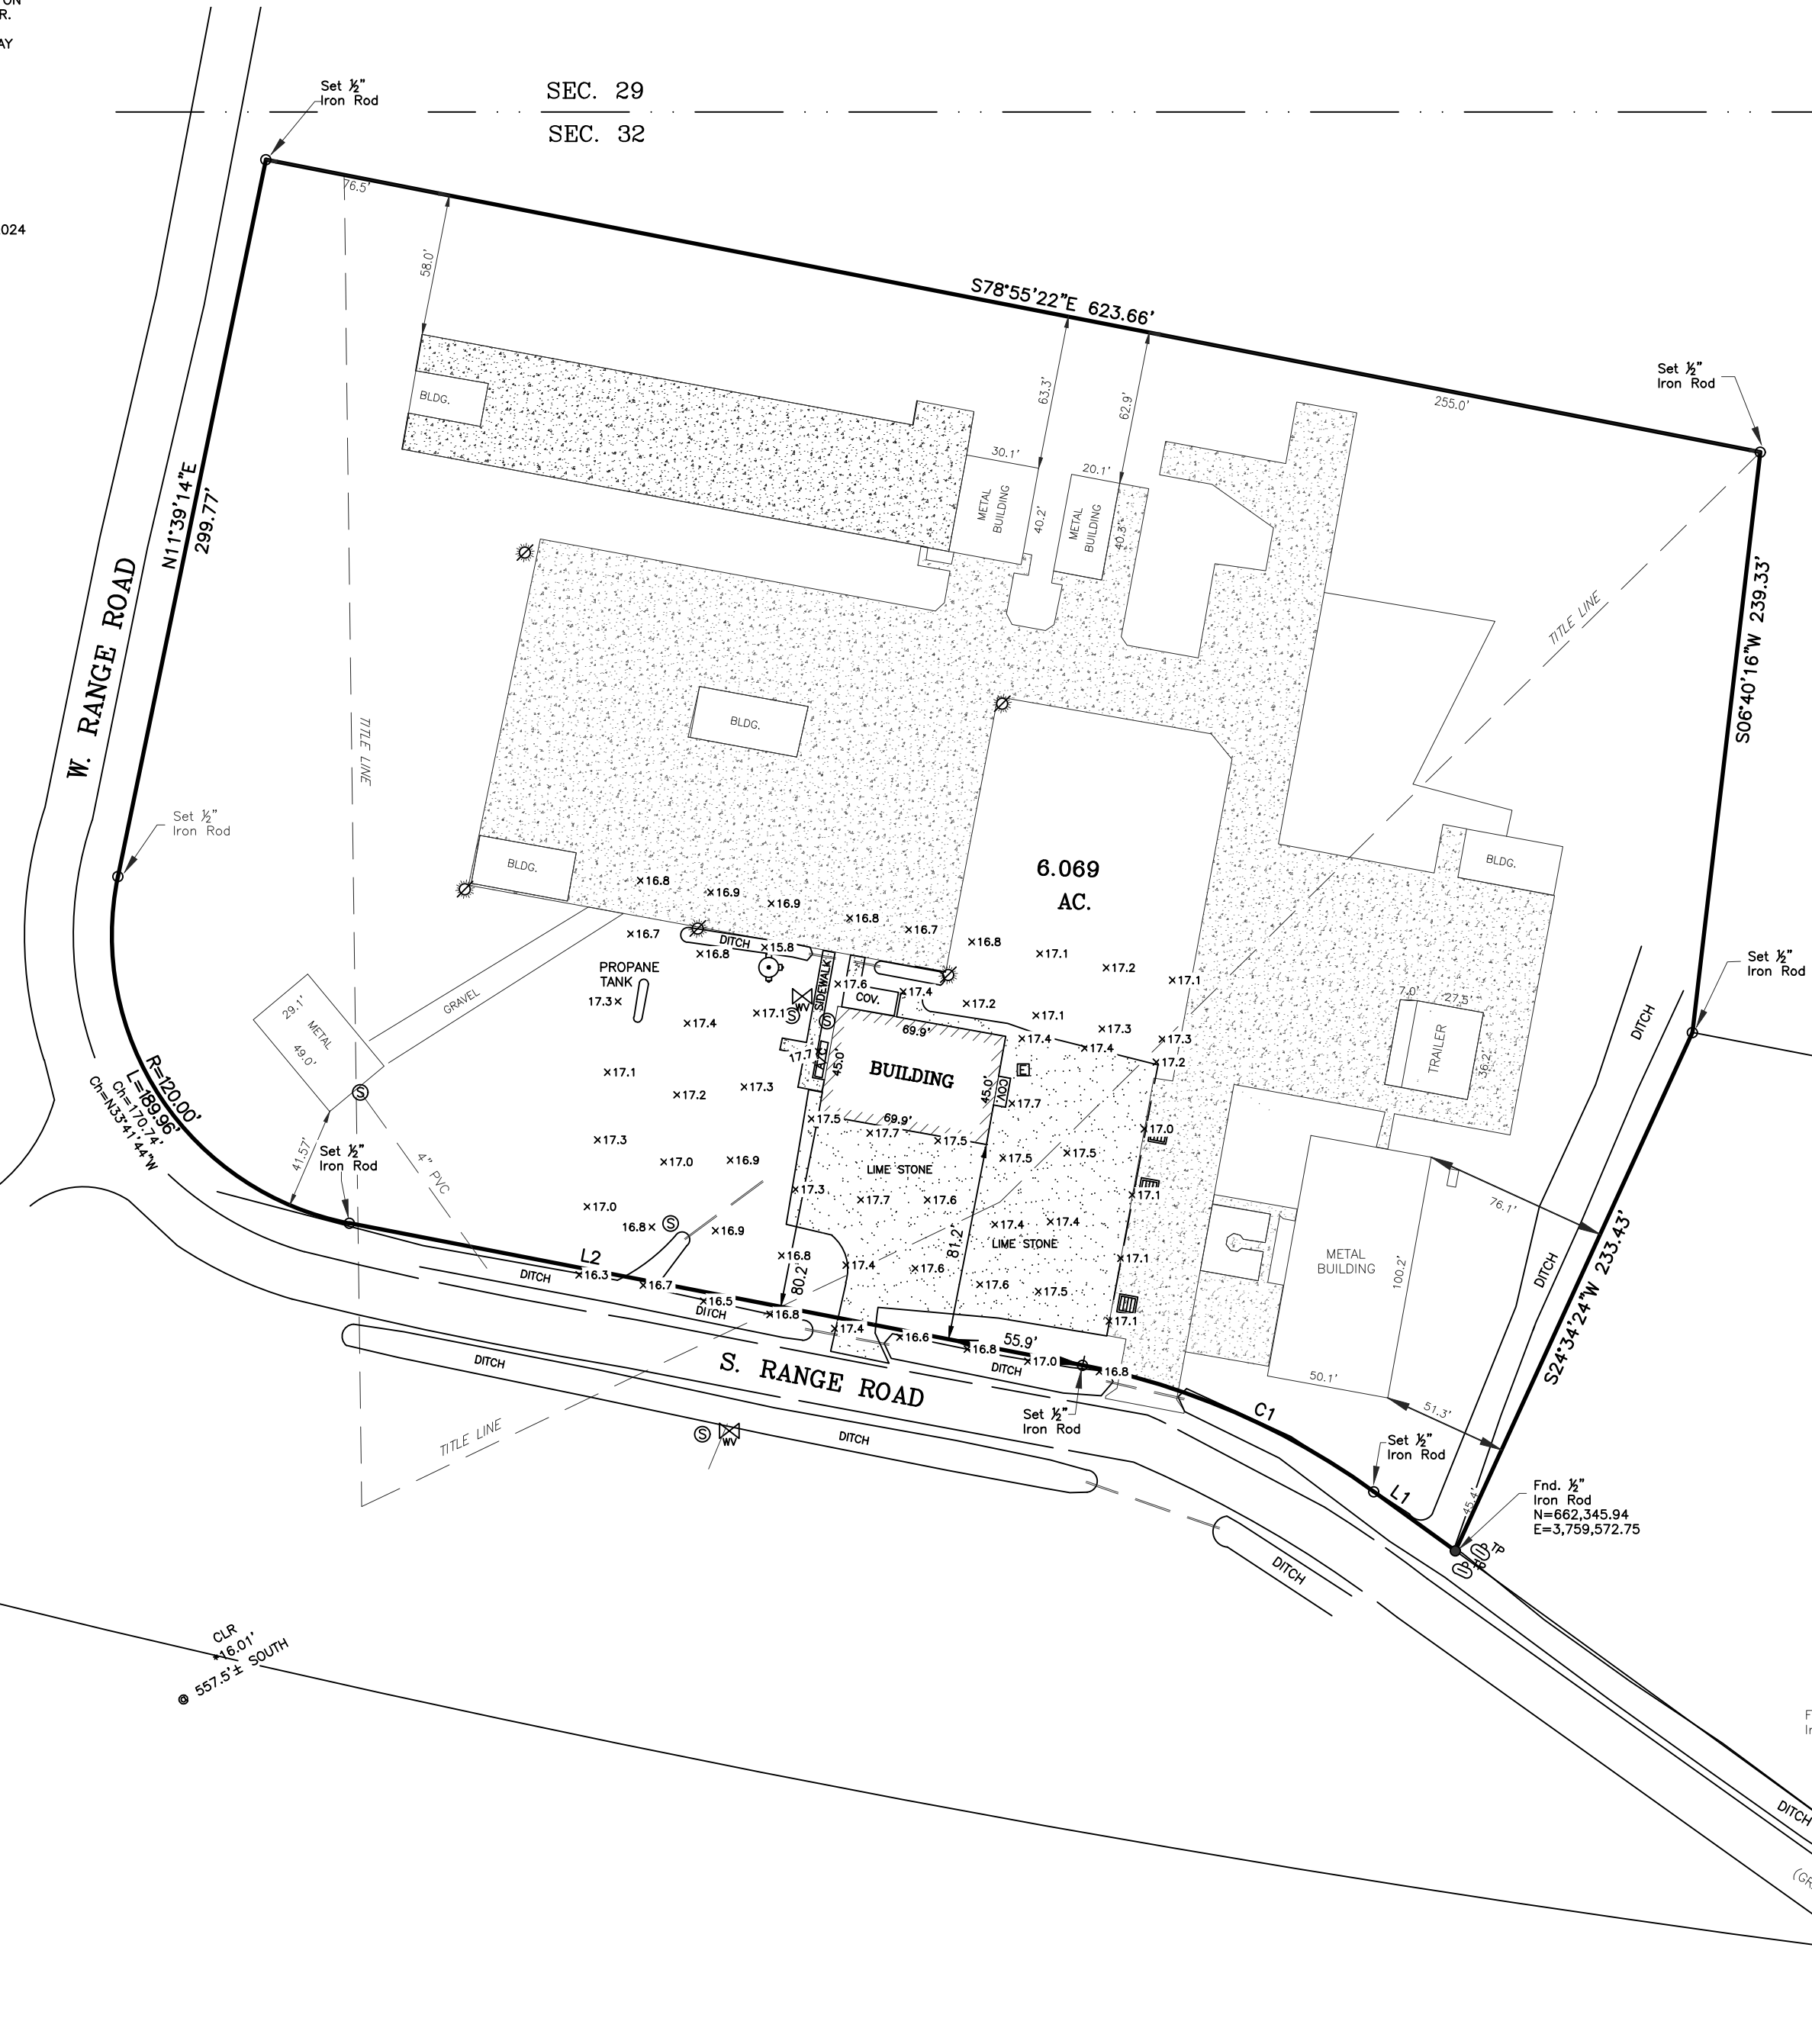 ON
R.
AY
024
Set ½"
Iron Rod
SEC. 29
SEC. 32
76.5'
58.0'
S78°55'22"E 623.66'
Set ½"
Iron Rod
255.0'
63.3'
62.9'
BLDG.
30.1'
20.1'
METAL
BUILDING
40.2'
METAL
BUILDING
40.3'
N11°39'14"E
299.77'
W. RANGE ROAD
TITLE LINE
TITLE LINE
S06°40'16"W 239.33'
BLDG.
Set ½"
Iron Rod
BLDG.
BLDG.
6.069
AC.
×16.8
×16.9
×16.9
×16.8
×16.7
×16.8
×17.1
×17.2
×17.1
×16.7
×16.8
DITCH
×15.8
PROPANE
TANK
17.3×
SIDEWALK
×17.6
COV.
×17.4
×17.2
×17.1
×17.3
×17.3
Set ½"
Iron Rod
GRAVEL
29.1'
METAL
49.0'
S
×17.4
×17.1
WV
S
S
69.9'
×17.4
×17.4
×17.2
7.0'
27.5'
TRAILER
36.2'
DITCH
17.7
A/C
45.0'
BUILDING
45.0'
COV.
×17.7
×17.1
×17.2
×17.3
×17.5
69.9'
×17.7
×17.5
×17.0
R=120.00'
L=189.96'
Ch=170.74'
Ch=N33°41'44"W
41.57'
Set ½"
Iron Rod
4" PVC
×17.3
×17.0
×16.9
LIME STONE
×17.5
×17.5
×17.3
×17.7
×17.6
×17.1
×17.0
16.8×
S
×16.9
×17.4
×17.4
LIME STONE
81.2'
76.1'
L2
×16.8
80.2'
×17.4
×17.6
×17.6
×17.5
×17.1
METAL
BUILDING
100.2'
50.1'
51.3'
S24°34'24"W 233.43'
DITCH
DITCH
×16.3
×16.7
×16.5
DITCH
×16.8
×17.4
×16.6
×16.8
55.9'
×17.0
×16.8
×17.1
DITCH
DITCH
S. RANGE ROAD
Set ½"
Iron Rod
C1
Set ½"
Iron Rod
L1
TITLE LINE
S
WV
DITCH
45.4'
Fnd. ½"
Iron Rod
N=662,345.94
E=3,759,572.75
TP
DITCH
CLR
*16.01'
@ 557.5'± SOUTH
F
Ir
DITCH
(GR